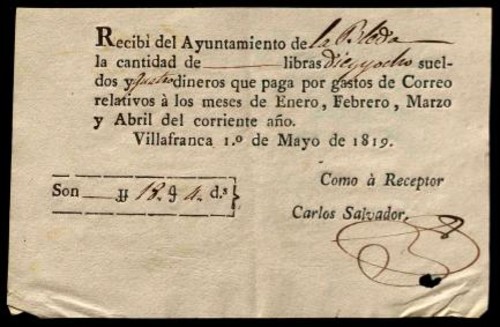 Recibí del Ayuntamiento de la Bleda
la cantidad de ——— libras Diez y ocho suel-
dos y quatro dineros que paga por gastos de Correo
relativos à los meses de Enero, Febrero, Marzo
y Abril del corriente año.
Villafranca 1.º de Mayo de 1819.
Como à Receptor
Son — ₶ 18 ß 4 d.s
Carlos Salvador.